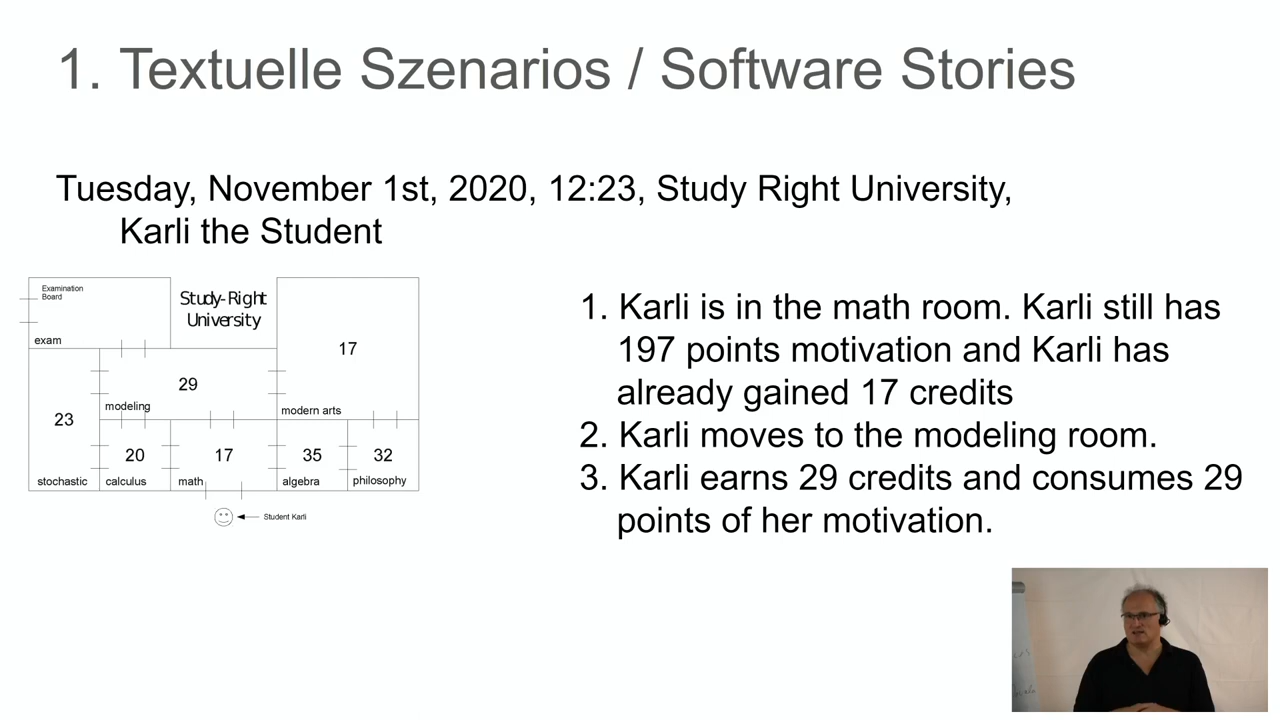 1. Textuelle Szenarios / Software Stories
Tuesday, November 1st, 2020, 12:23, Study Right University,
Karli the Student
Examination
Board
exam
Study-Right
University
17
modern arts
29
modeling
23
stochastic
20
calculus
17
math
35
algebra
32
philosophy
Student Karli
1. Karli is in the math room. Karli still has
197 points motivation and Karli has
already gained 17 credits
2. Karli moves to the modeling room.
3. Karli earns 29 credits and consumes 29
points of her motivation.